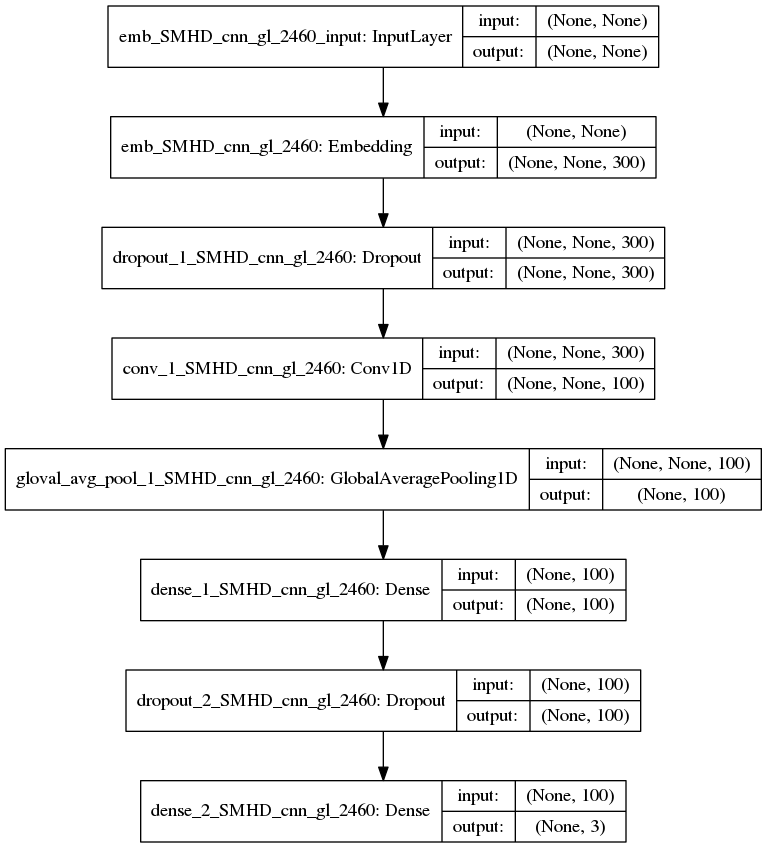 emb_SMHD_cnn_gl_2460_input: InputLayer
input: (None, None)
output: (None, None)
emb_SMHD_cnn_gl_2460: Embedding
input: (None, None)
output: (None, None, 300)
dropout_1_SMHD_cnn_gl_2460: Dropout
input: (None, None, 300)
output: (None, None, 300)
conv_1_SMHD_cnn_gl_2460: Conv1D
input: (None, None, 300)
output: (None, None, 100)
gloval_avg_pool_1_SMHD_cnn_gl_2460: GlobalAveragePooling1D
input: (None, None, 100)
output: (None, 100)
dense_1_SMHD_cnn_gl_2460: Dense
input: (None, 100)
output: (None, 100)
dropout_2_SMHD_cnn_gl_2460: Dropout
input: (None, 100)
output: (None, 100)
dense_2_SMHD_cnn_gl_2460: Dense
input: (None, 100)
output: (None, 3)